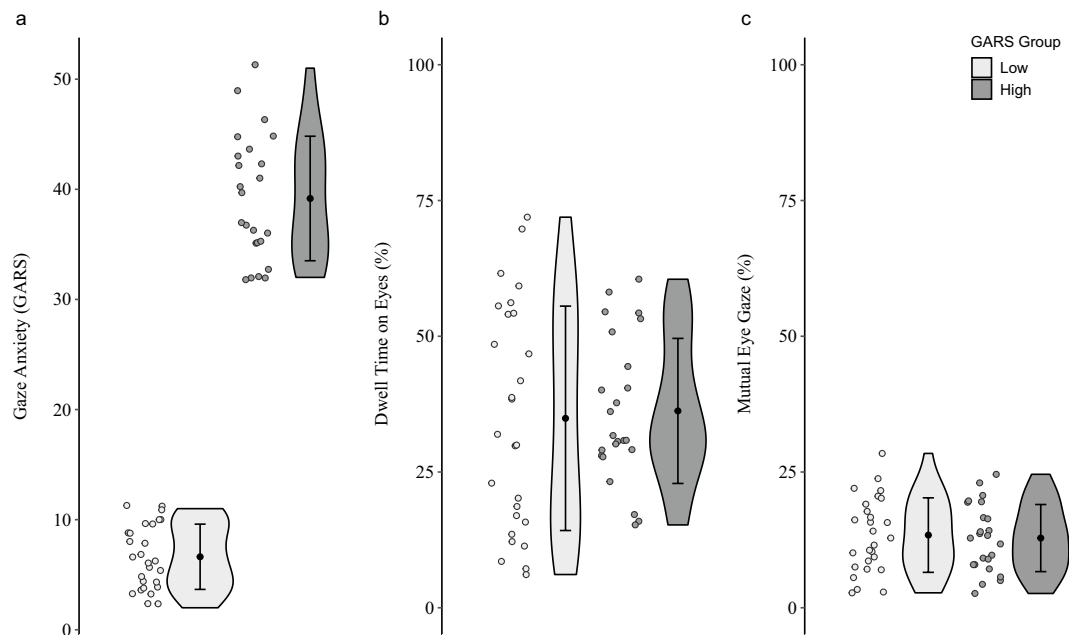 a
b
c
GARS Group
Low
High
Gaze Anxiety (GARS)
50
40
30
20
10
0
Dwell Time on Eyes (%)
100
75
50
25
0
Mutual Eye Gaze (%)
100
75
50
25
0